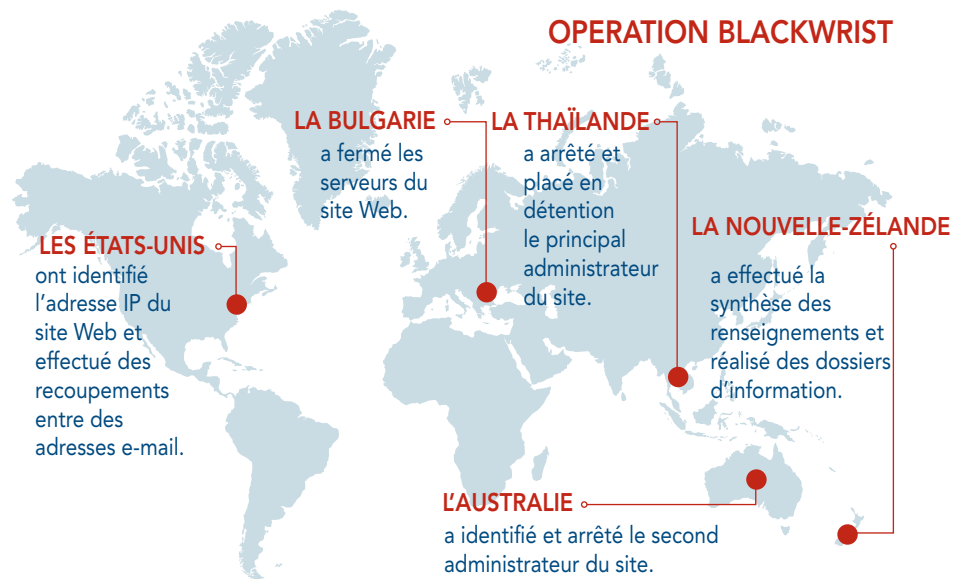 OPERATION BLACKWRIST
LA BULGARIE
a fermé les
serveurs du
site Web.
LA THAÏLANDE
a arrêté et
placé en
détention
le principal
administrateur
du site.
LA NOUVELLE-ZÉLANDE
a effectué la
synthèse des
renseignements et
réalisé des dossiers
d'information.
LES ÉTATS-UNIS
ont identifié
l'adresse IP du
site Web et
effectué des
recoupements
entre des
adresses e-mail.
L'AUSTRALIE
a identifié et arrêté le second
administrateur du site.